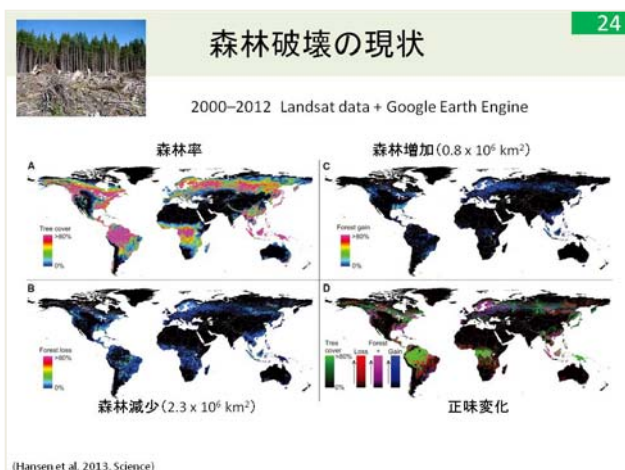 24
森林破壊の現状
2000–2012 Landsat data + Google Earth Engine
森林率
A
Tree cover
>80%
0%
森林増加(0.8 x 10⁶ km²)
C
Forest gain
>80%
0%
B
Forest loss
>80%
0%
森林減少(2.3 x 10⁶ km²)
D
Tree cover
>80%
0%
Forest
Loss + Gain
正味変化
(Hansen et al. 2013, Science)